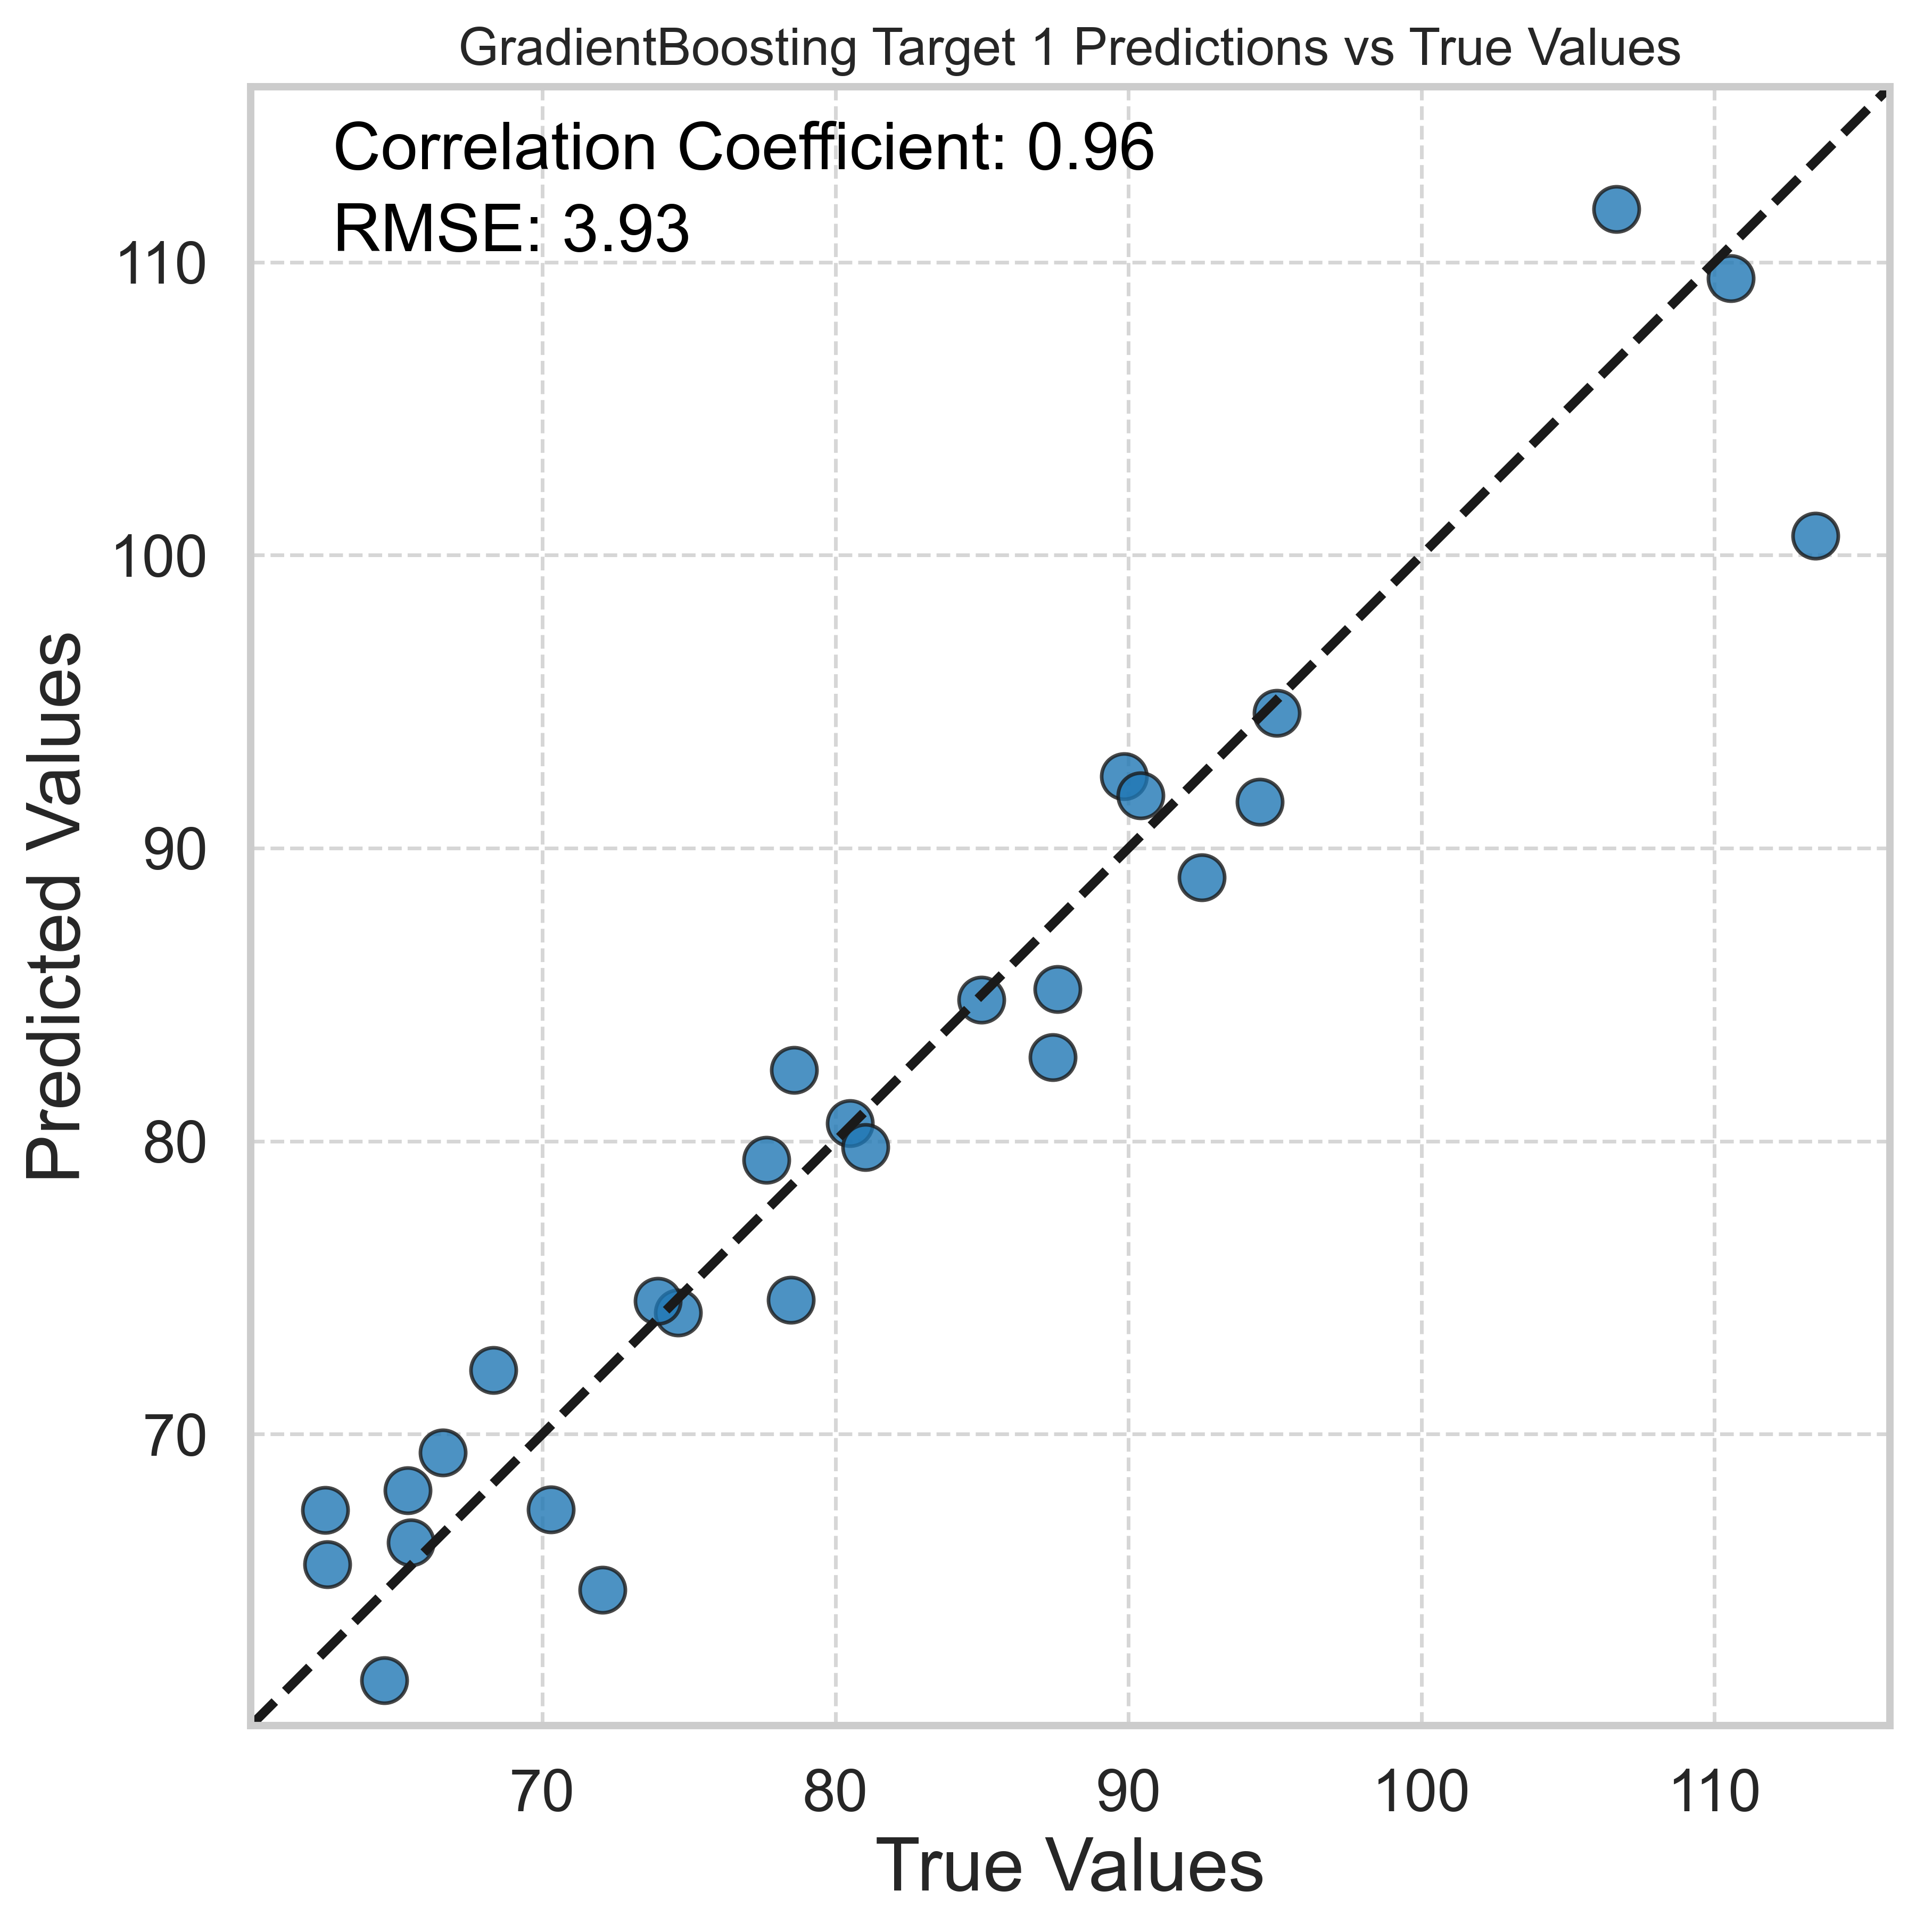 GradientBoosting Target 1 Predictions vs True Values
Correlation Coefficient: 0.96
RMSE: 3.93
110
100
90
80
70
Predicted Values
70 80 90 100 110
True Values